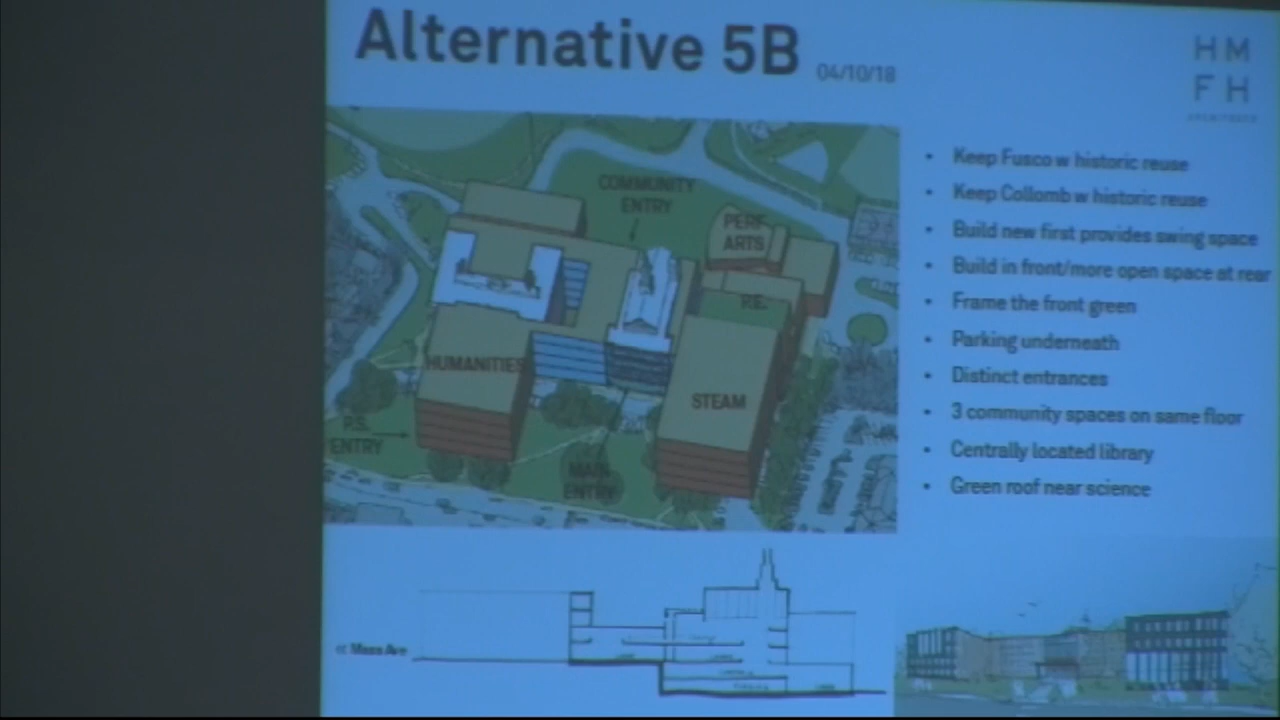 Alternative 5B 04/10/18
H M
F H
ARCHITECTS
• Keep Fusco w historic reuse
• Keep Collomb w historic reuse
• Build new first provides swing space
• Build in front/more open space at rear
• Frame the front green
• Parking underneath
• Distinct entrances
• 3 community spaces on same floor
• Centrally located library
• Green roof near science
COMMUNITY
ENTRY
PERF
ARTS
P.E.
HUMANITIES
STEAM
P.S.
ENTRY
MAIN
ENTRY
<< Mass Ave